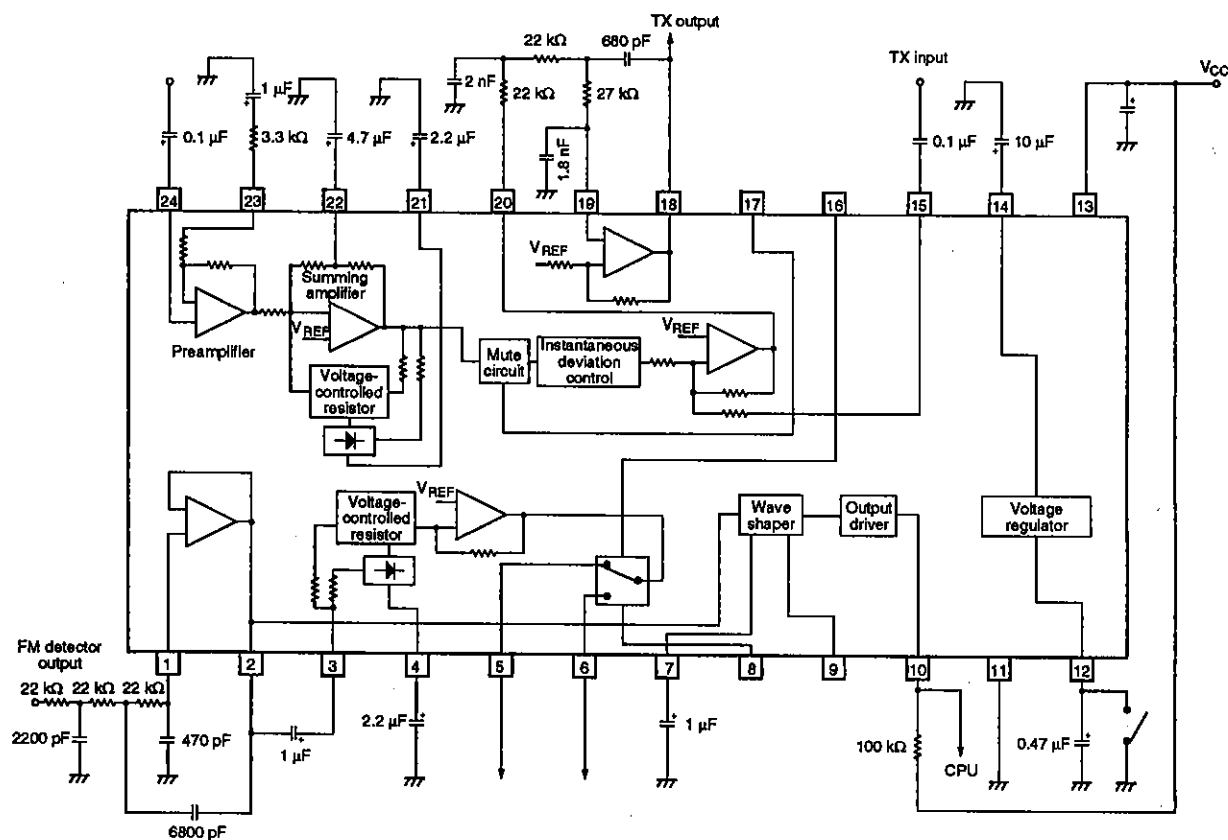 TX output
22 kΩ
680 pF
TX input
VCC
1 µF
2 nF
22 kΩ
27 kΩ
0.1 µF
3.3 kΩ
4.7 µF
2.2 µF
1.8 nF
0.1 µF
10 µF
24
23
22
21
20
19
18
17
16
15
14
13
VREF
Summing amplifier
VREF
Preamplifier
VREF
Mute circuit
Instantaneous deviation control
Voltage-controlled resistor
Voltage-controlled resistor
VREF
Wave shaper
Output driver
Voltage regulator
FM detector output
1
2
3
4
5
6
7
8
9
10
11
12
22 kΩ
22 kΩ
22 kΩ
2200 pF
470 pF
1 µF
2.2 µF
1 µF
100 kΩ
CPU
0.47 µF
6800 pF